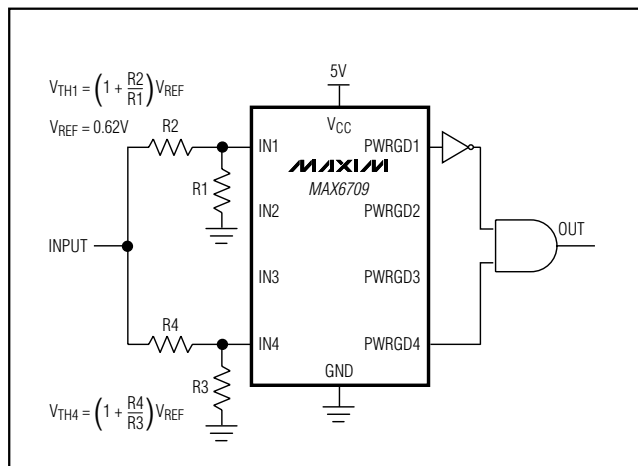 V_TH1 = (1 + R2/R1) V_REF
V_REF = 0.62V
5V
V_CC
R2
R1
IN1
PWRGD1
MAXIM
MAX6709
IN2
PWRGD2
INPUT
OUT
IN3
PWRGD3
R4
IN4
PWRGD4
R3
GND
V_TH4 = (1 + R4/R3) V_REF